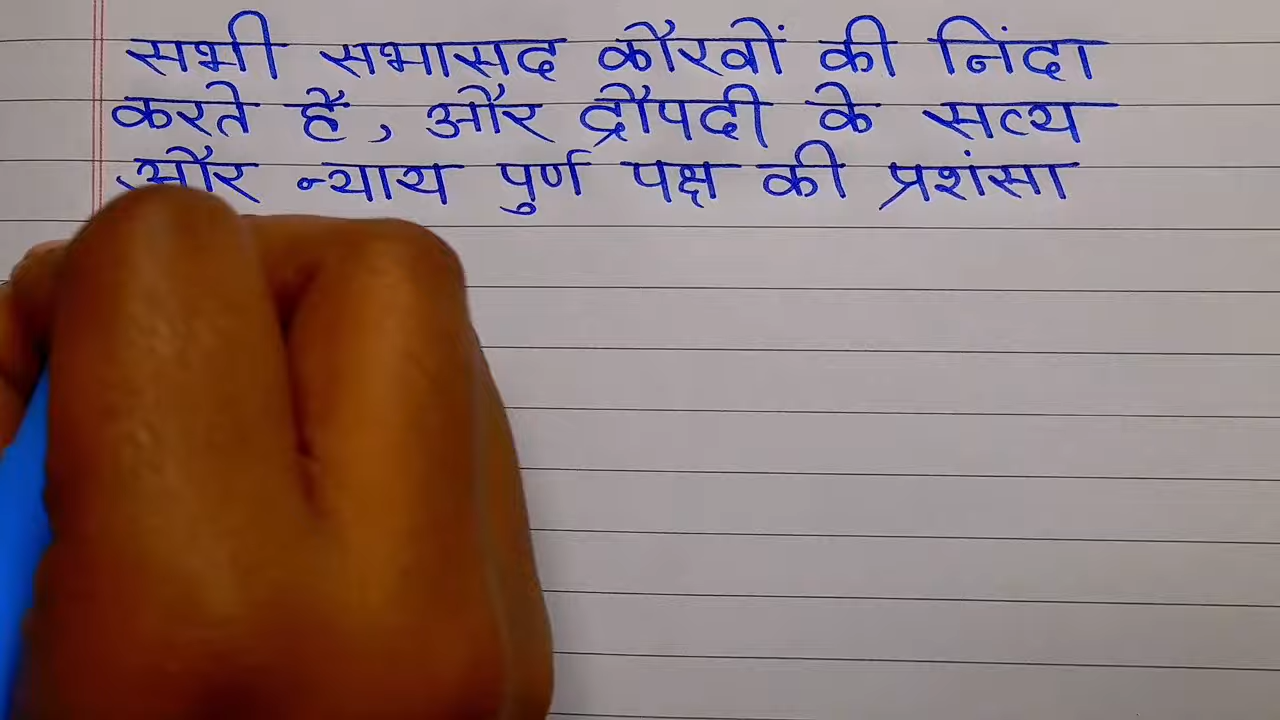 सभी सभासद कौरवों की निंदा
करते हैं, और द्रौपदी के सत्य
और न्याय पुर्ण पक्ष की प्रशंसा